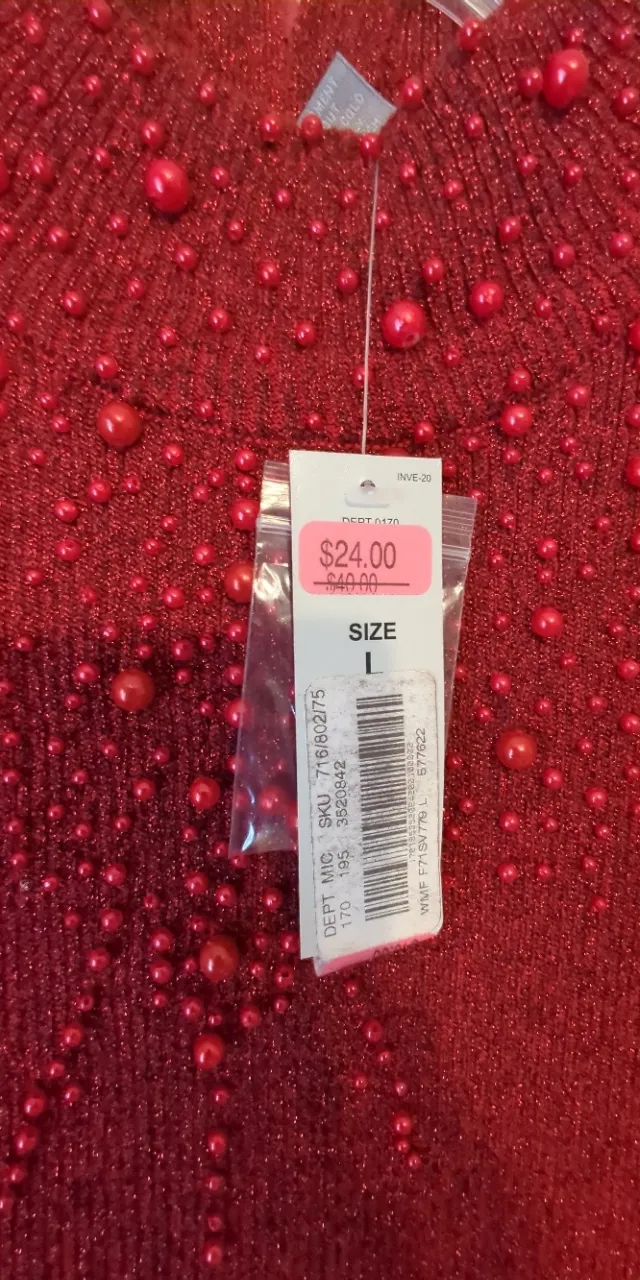 INVE-20
DEPT 0170
$24.00
$40.00
SIZE
L
DEPT MIC SKU 716/802/75
170 195 3520842
WMF F71SV779 L 577622